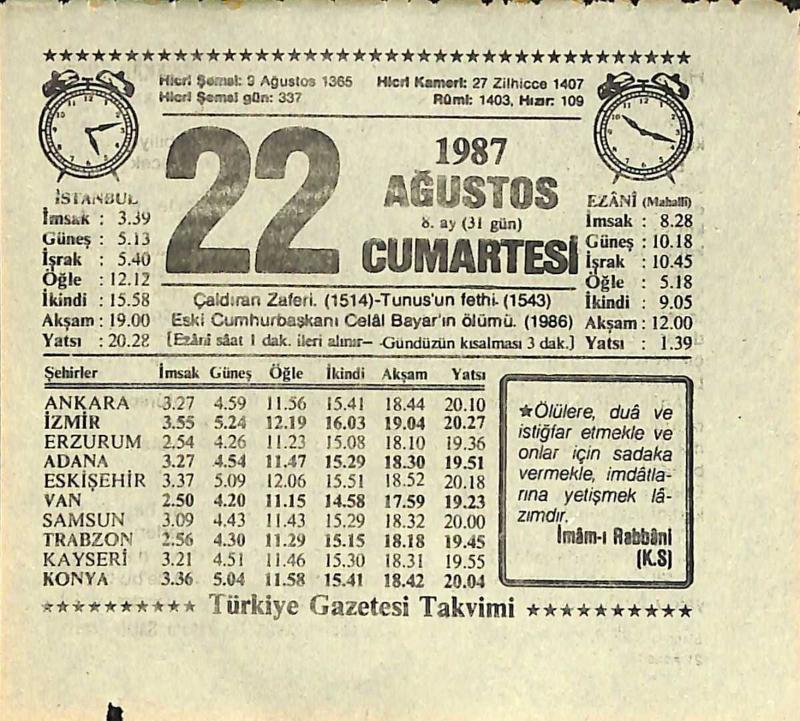 Hicri Şemsi: 9 Ağustos 1365 Hicri Kameri: 27 Zilhicce 1407
Hicri Şemsi gün: 337 Rûmi: 1403, Hızır: 109
22
1987
AĞUSTOS
8. ay (31 gün)
CUMARTESİ
İSTANBUL
İmsak : 3.39
Güneş : 5.13
İşrak : 5.40
Öğle : 12.12
İkindi : 15.58
Akşam : 19.00
Yatsı : 20.28
EZÂNÎ (Mahallî)
İmsak : 8.28
Güneş : 10.18
İşrak : 10.45
Öğle : 5.18
İkindi : 9.05
Akşam : 12.00
Yatsı : 1.39
Çaldıran Zaferi. (1514)-Tunus'un fethi. (1543)
Eski Cumhurbaşkanı Celâl Bayar'ın ölümü. (1986)
[Ezânî sâat 1 dak. ileri alınır— -Gündüzün kısalması 3 dak.]
Şehirler İmsak Güneş Öğle İkindi Akşam Yatsı
ANKARA 3.27 4.59 11.56 15.41 18.44 20.10
İZMİR 3.55 5.24 12.19 16.03 19.04 20.27
ERZURUM 2.54 4.26 11.23 15.08 18.10 19.36
ADANA 3.27 4.54 11.47 15.29 18.30 19.51
ESKİŞEHİR 3.37 5.09 12.06 15.51 18.52 20.18
VAN 2.50 4.20 11.15 14.58 17.59 19.23
SAMSUN 3.09 4.43 11.43 15.29 18.32 20.00
TRABZON 2.56 4.30 11.29 15.15 18.18 19.45
KAYSERİ 3.21 4.51 11.46 15.30 18.31 19.55
KONYA 3.36 5.04 11.58 15.41 18.42 20.04
★Ölülere, duâ ve
istiğfar etmekle ve
onlar için sadaka
vermekle, imdâtla-
rına yetişmek lâ-
zımdır.
İmâm-ı Rabbânî
(K.S)
Türkiye Gazetesi Takvimi